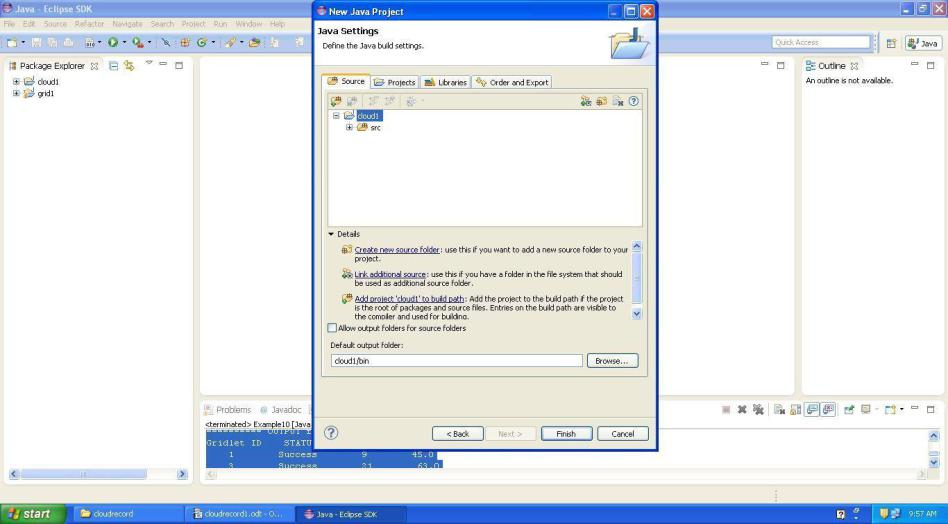 Java - Eclipse SDK
File Edit Source Refactor Navigate Search Project Run Window Help
Quick Access
Java
Package Explorer
cloud1
grid1
New Java Project
Java Settings
Define the Java build settings.
Source Projects Libraries Order and Export
cloud1
src
Details
Create new source folder: use this if you want to add a new source folder to your
project.
Link additional source: use this if you have a folder in the file system that should
be used as additional source folder.
Add project 'cloud1' to build path: Add the project to the build path if the project
is the root of packages and source files. Entries on the build path are visible to
the compiler and used for building.
Allow output folders for source folders
Default output folder:
cloud1/bin
Browse...
< Back Next > Finish Cancel
Outline
An outline is not available.
Problems @ Javadoc
<terminated> Example10 [Java
Gridlet ID STATU
1 Success 9 45.0
3 Success 21 63.0
start
cloudrecord
cloudrecord1.odt - O...
Java - Eclipse SDK
9:57 AM